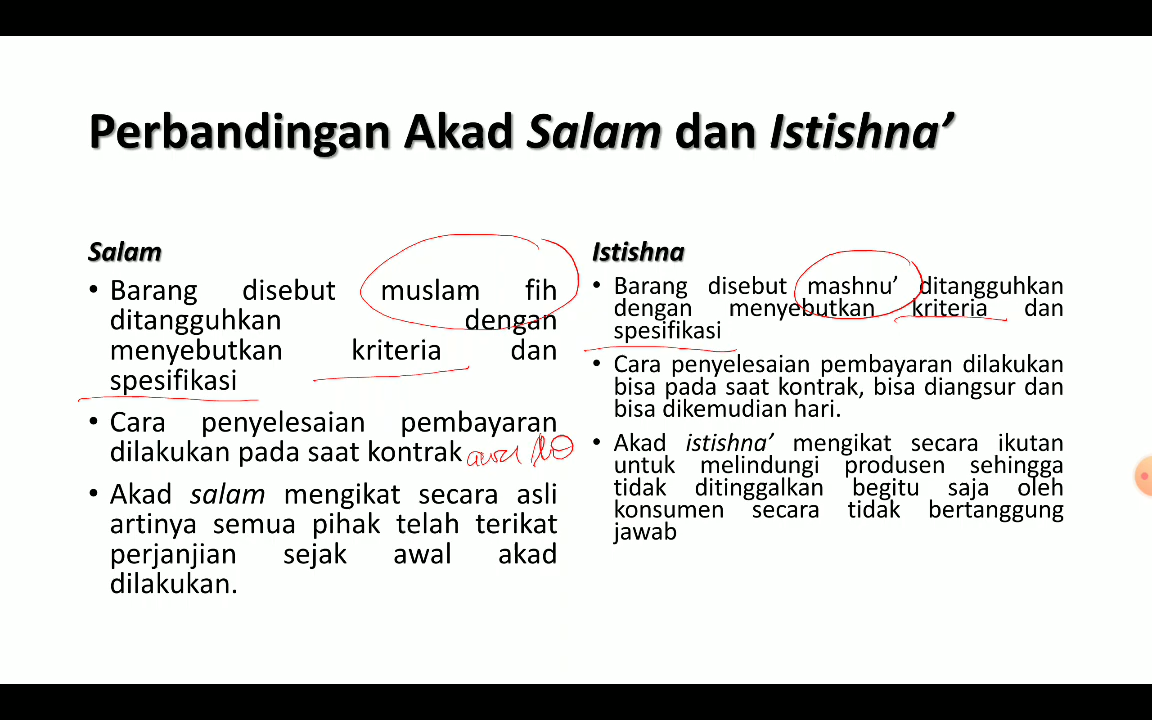 Perbandingan Akad Salam dan Istishna’
Salam
• Barang disebut muslam fih
ditangguhkan dengan
menyebutkan kriteria dan
spesifikasi
• Cara penyelesaian pembayaran
dilakukan pada saat kontrak
• Akad salam mengikat secara asli
artinya semua pihak telah terikat
perjanjian sejak awal akad
dilakukan.
Istishna
• Barang disebut mashnu’ ditangguhkan
dengan menyebutkan kriteria dan
spesifikasi
• Cara penyelesaian pembayaran dilakukan
bisa pada saat kontrak, bisa diangsur dan
bisa dikemudian hari.
• Akad istishna’ mengikat secara ikutan
untuk melindungi produsen sehingga
tidak ditinggalkan begitu saja oleh
konsumen secara tidak bertanggung
jawab